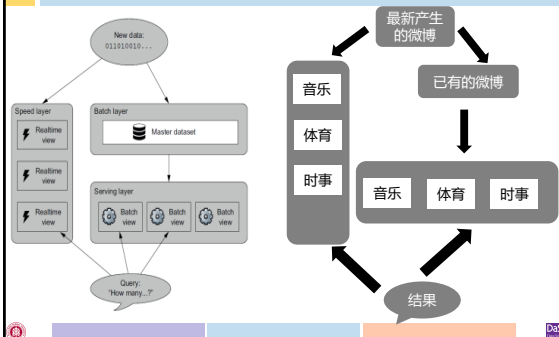 New data:
011010010...
Speed layer
Realtime
view
Realtime
view
Realtime
view
Batch layer
Master dataset
Serving layer
Batch
view
Batch
view
Batch
view
Query:
"How many...?"
最新产生
的微博
音乐
体育
时事
已有的微博
音乐
体育
时事
结果